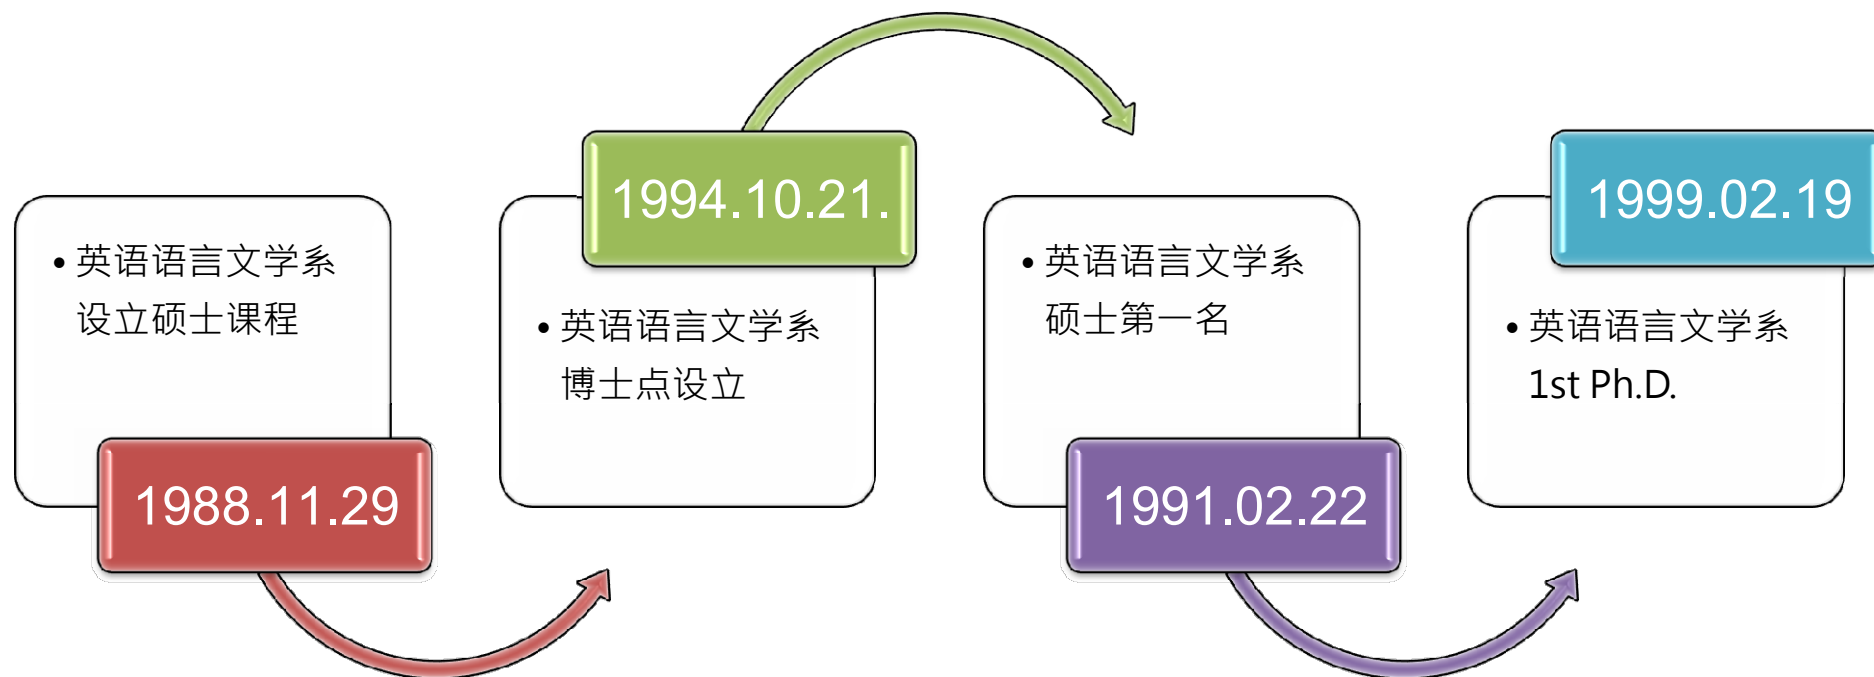 • 英语语言文学系
设立硕士课程
1988.11.29
1994.10.21.
• 英语语言文学系
博士点设立
• 英语语言文学系
硕士第一名
1991.02.22
1999.02.19
• 英语语言文学系
1st Ph.D.